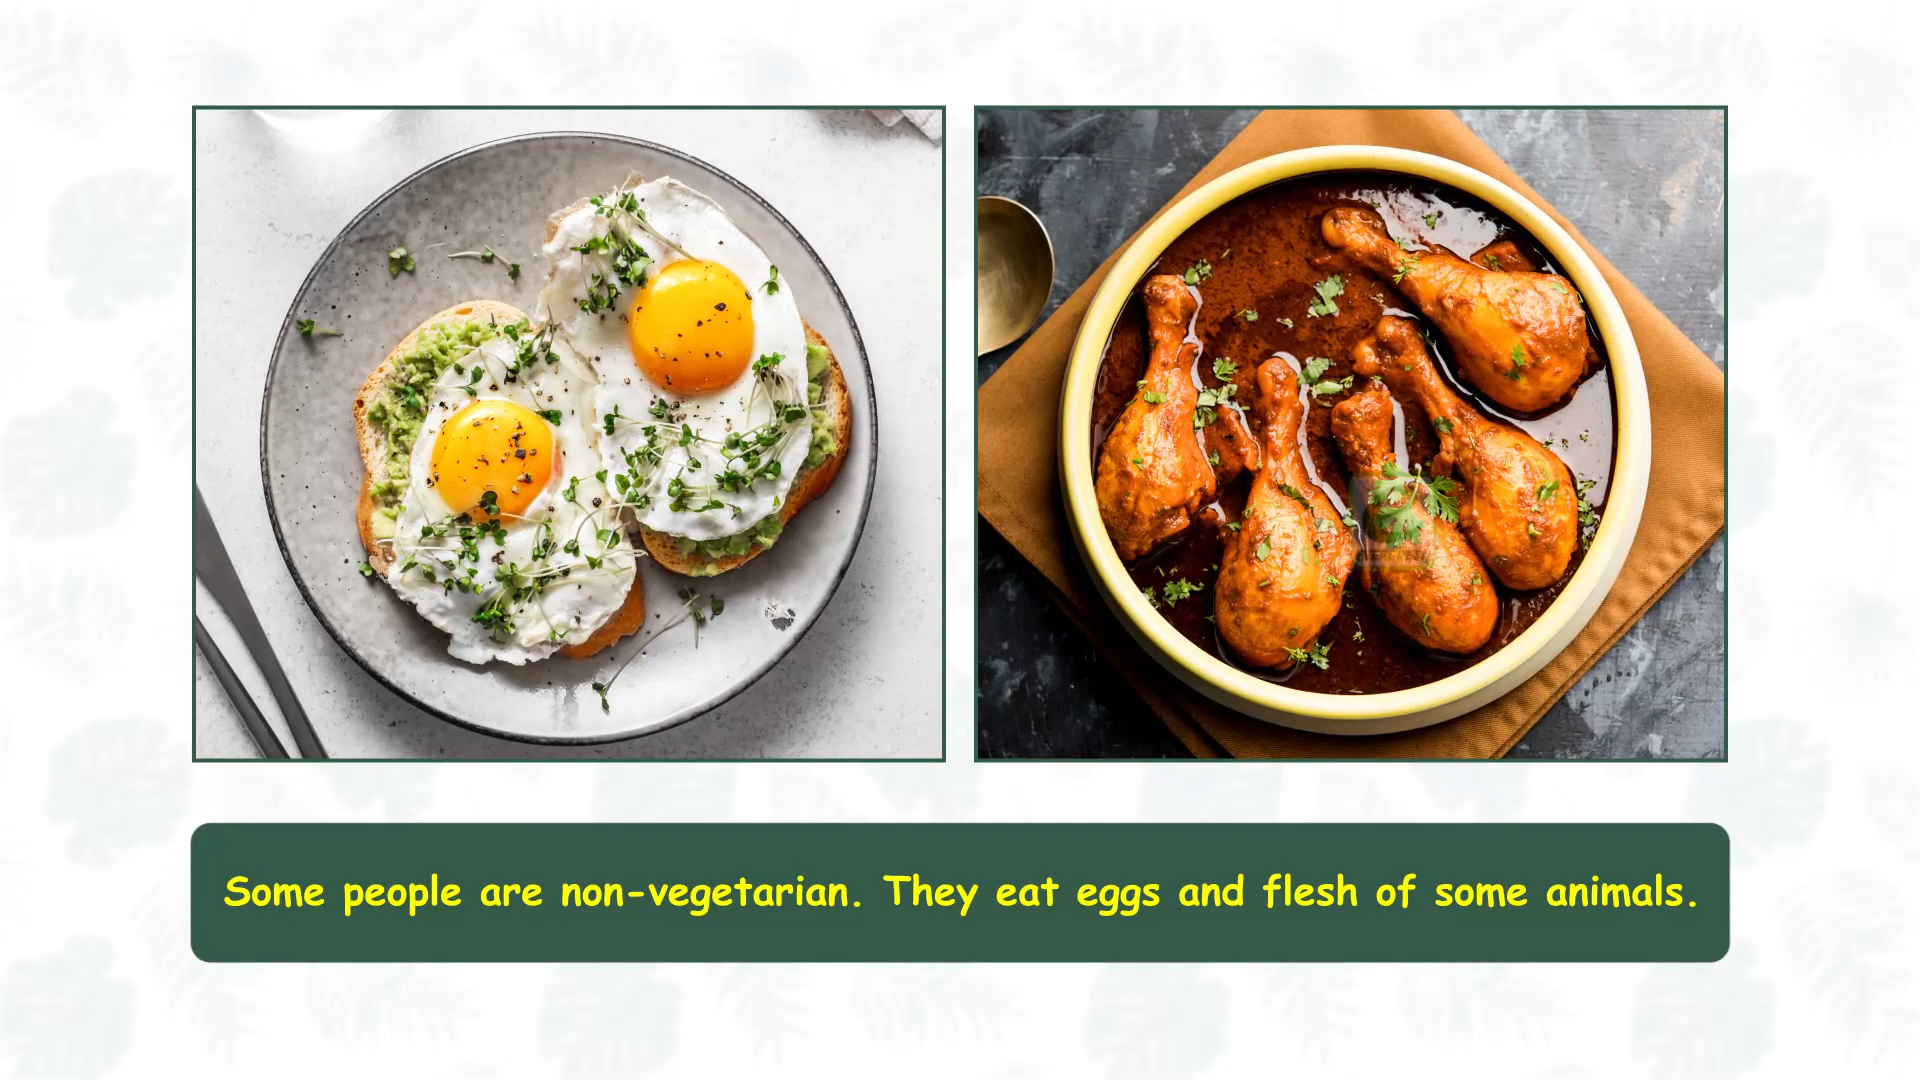 Some people are non-vegetarian. They eat eggs and flesh of some animals.